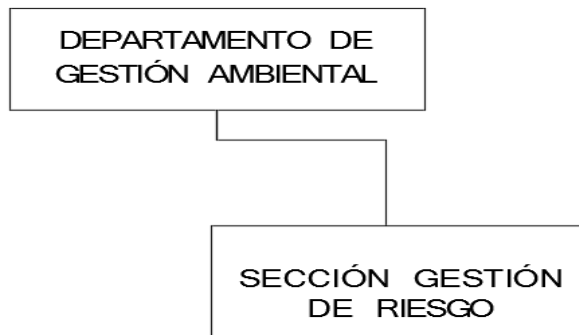 DEPARTAMENTO DE
GESTIÓN AMBIENTAL
SECCIÓN GESTIÓN
DE RIESGO